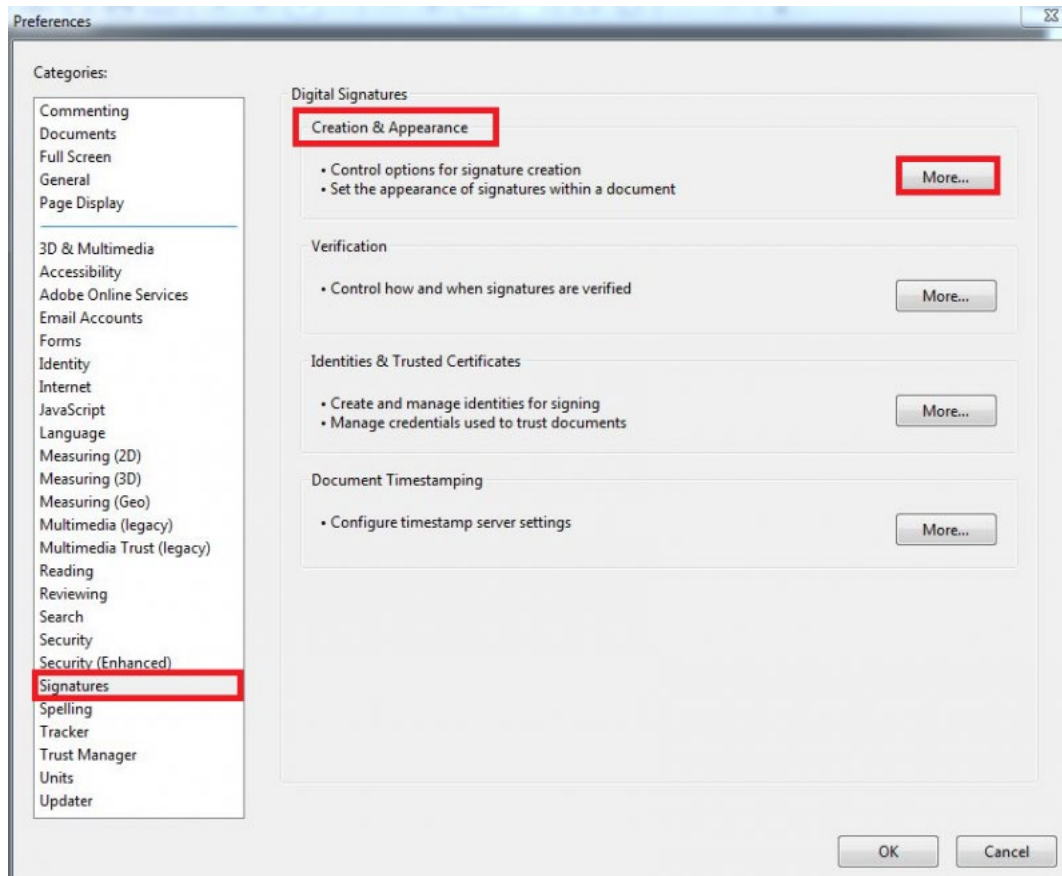 Preferences
Categories:
Commenting
Documents
Full Screen
General
Page Display
3D & Multimedia
Accessibility
Adobe Online Services
Email Accounts
Forms
Identity
Internet
JavaScript
Language
Measuring (2D)
Measuring (3D)
Measuring (Geo)
Multimedia (legacy)
Multimedia Trust (legacy)
Reading
Reviewing
Search
Security
Security (Enhanced)
Signatures
Spelling
Tracker
Trust Manager
Units
Updater
Digital Signatures
Creation & Appearance
• Control options for signature creation
• Set the appearance of signatures within a document
More...
Verification
• Control how and when signatures are verified
More...
Identities & Trusted Certificates
• Create and manage identities for signing
• Manage credentials used to trust documents
More...
Document Timestamping
• Configure timestamp server settings
More...
OK
Cancel